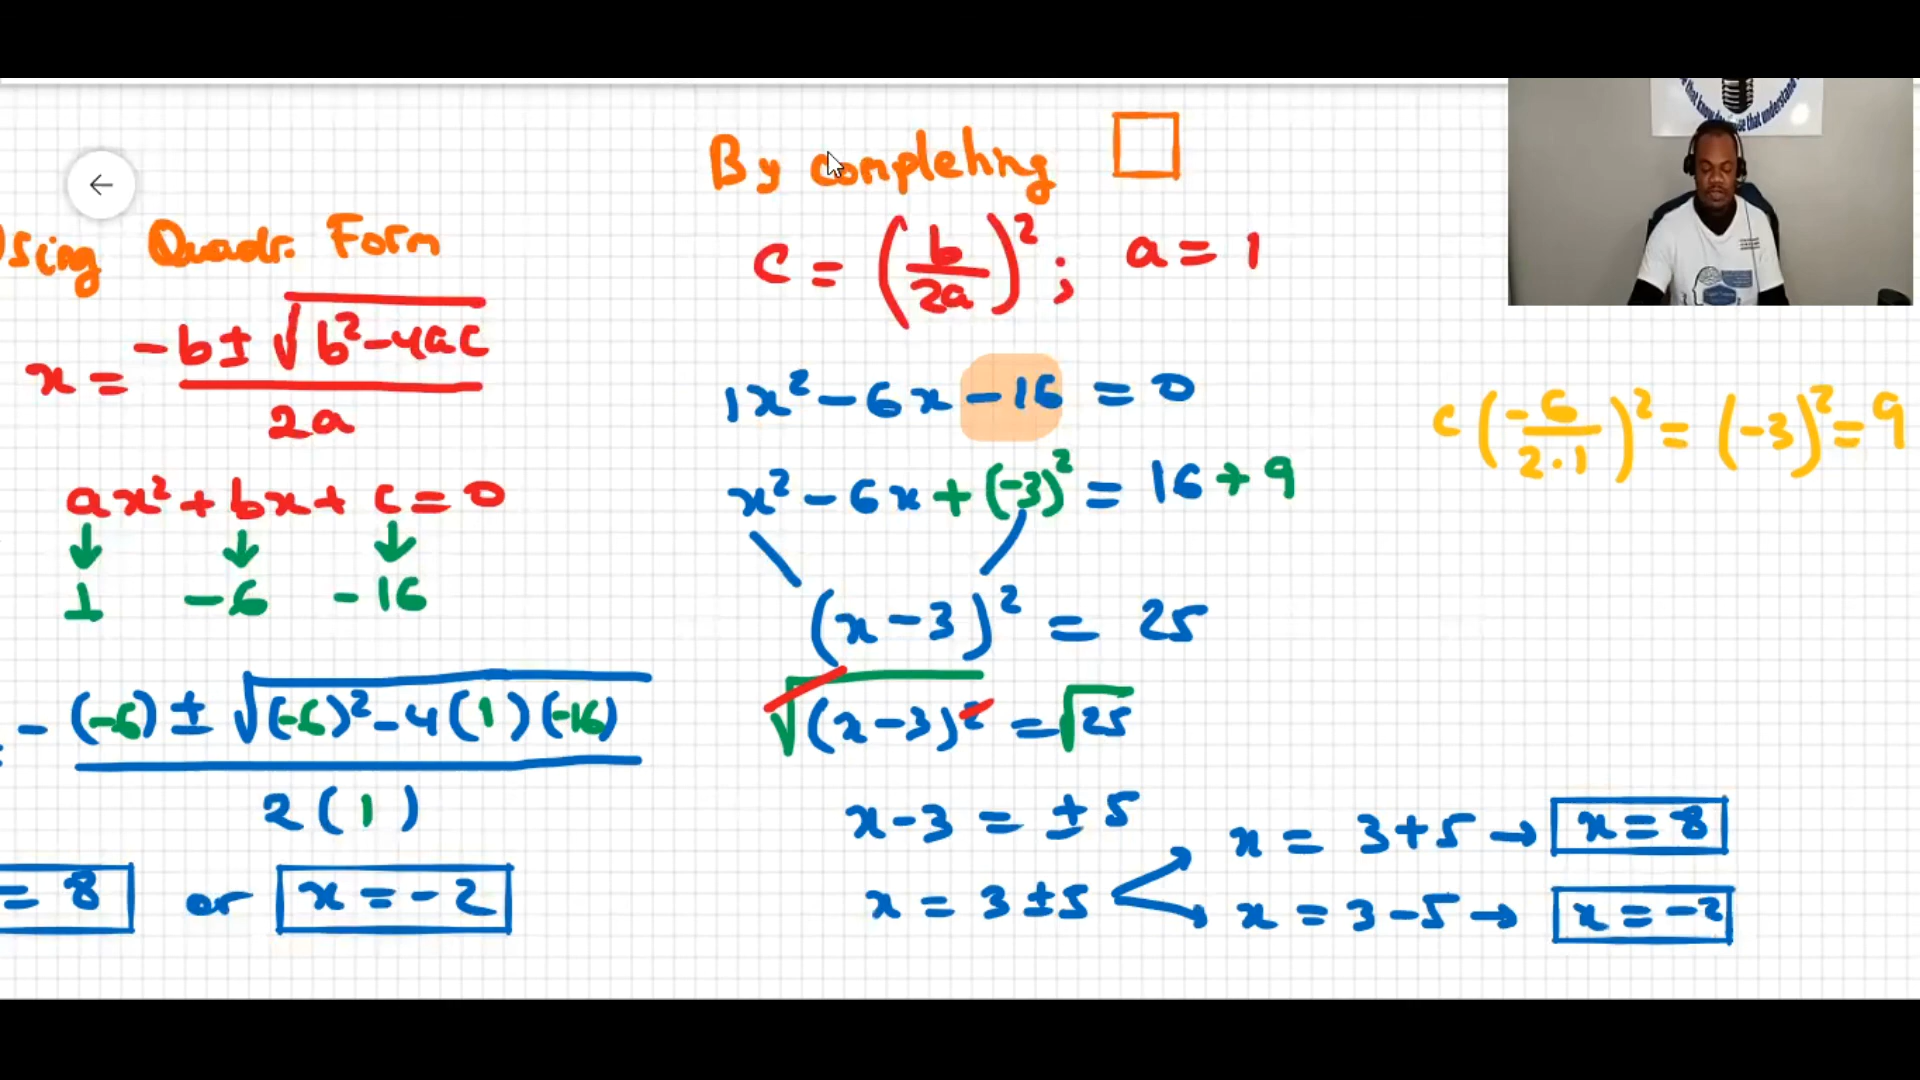 Using Quadr. Form
x = -b ± √b² - 4ac / 2a
ax² + bx + c = 0
1 -6 -16
- (-6) ± √(-6)² - 4(1)(-16) / 2(1)
= 8 or x = -2
By completing □
c = (b/2a)² ; a = 1
1x² - 6x - 16 = 0
x² - 6x + (-3)² = 16 + 9
(x - 3)² = 25
√(x - 3)² = √25
x - 3 = ± 5
x = 3 ± 5
x = 3 + 5 → x = 8
x = 3 - 5 → x = -2
c (-6/2·1)² = (-3)² = 9
that understand